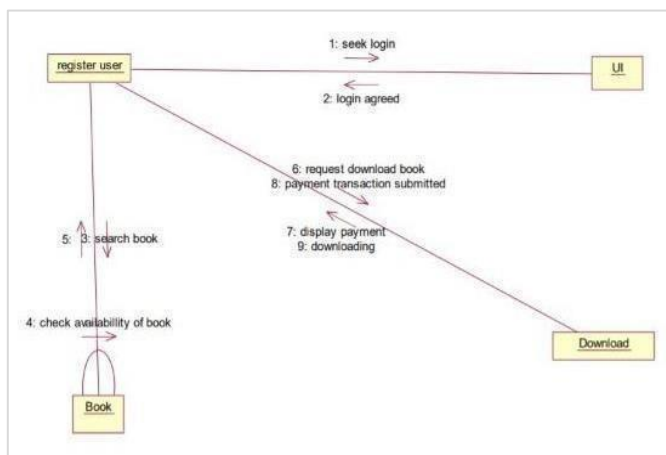 1: seek login
register user
UI
2: login agreed
6: request download book
8: payment transaction submitted
7: display payment
9: downloading
5: 3: search book
4: check availabillity of book
Download
Book